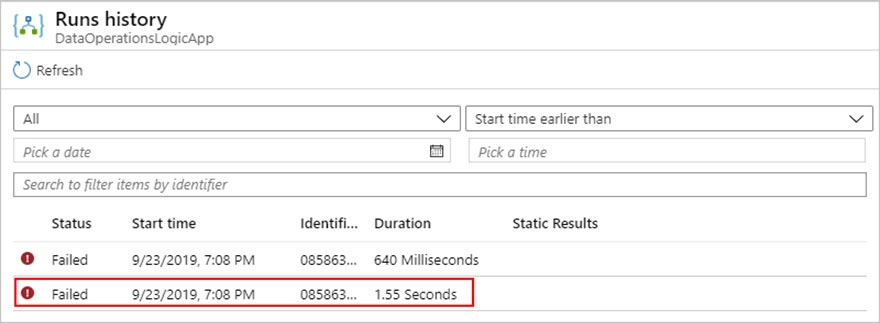 Runs history
DataOperationsLogicApp
Refresh
All Start time earlier than
Pick a date Pick a time
Search to filter items by identifier
Status Start time Identifi... Duration Static Results
Failed 9/23/2019, 7:08 PM 085863... 640 Milliseconds
Failed 9/23/2019, 7:08 PM 085863... 1.55 Seconds